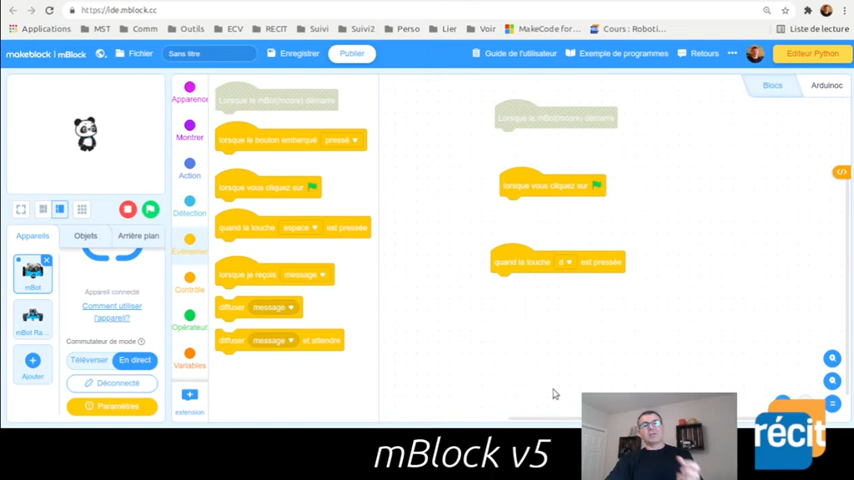 https://ide.mblock.cc
Applications MST Comm Outils ECV RECIT Suivi Suivi2 Perso Lier Voir MakeCode for... Cours : Roboti... Liste de lecture
makeblock | mBlock Fichier Sans titre Enregistrer Publier Guide de l'utilisateur Exemple de programmes Retours Editeur Python
Blocs Arduinoc
Apparence
Montrer
Action
Détection
Évènement
Contrôle
Opérateur
Variables
extension
Lorsque le mBot(mcore) démarre
lorsque le bouton embarqué pressé
lorsque vous cliquez sur
quand la touche espace est pressée
lorsque je reçois message
diffuser message
diffuser message et attendre
Lorsque le mBot(mcore) démarre
lorsque vous cliquez sur
quand la touche d est pressée
Appareils Objets Arrière plan
mBot
mBot Ra...
Ajouter
Appareil connecté
Comment utiliser
l'appareil?
Commutateur de mode
Téléverser En direct
Déconnecté
Paramètres
mBlock v5
récit